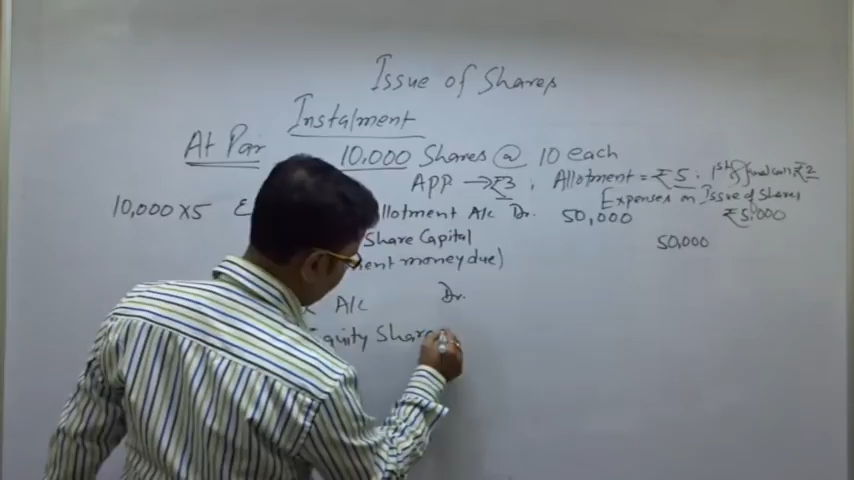 Issue of Shares
Instalment
At Par 10,000 Shares @ 10 each
APP → ₹3, Allotment = ₹5. 1st & final call ₹2
Expenses on Issue of Shares
₹5,000
10,000 x 5 E llotment A/c Dr. 50,000
Share Capital 50,000
ent money due)
A/c Dr.
Equity Share